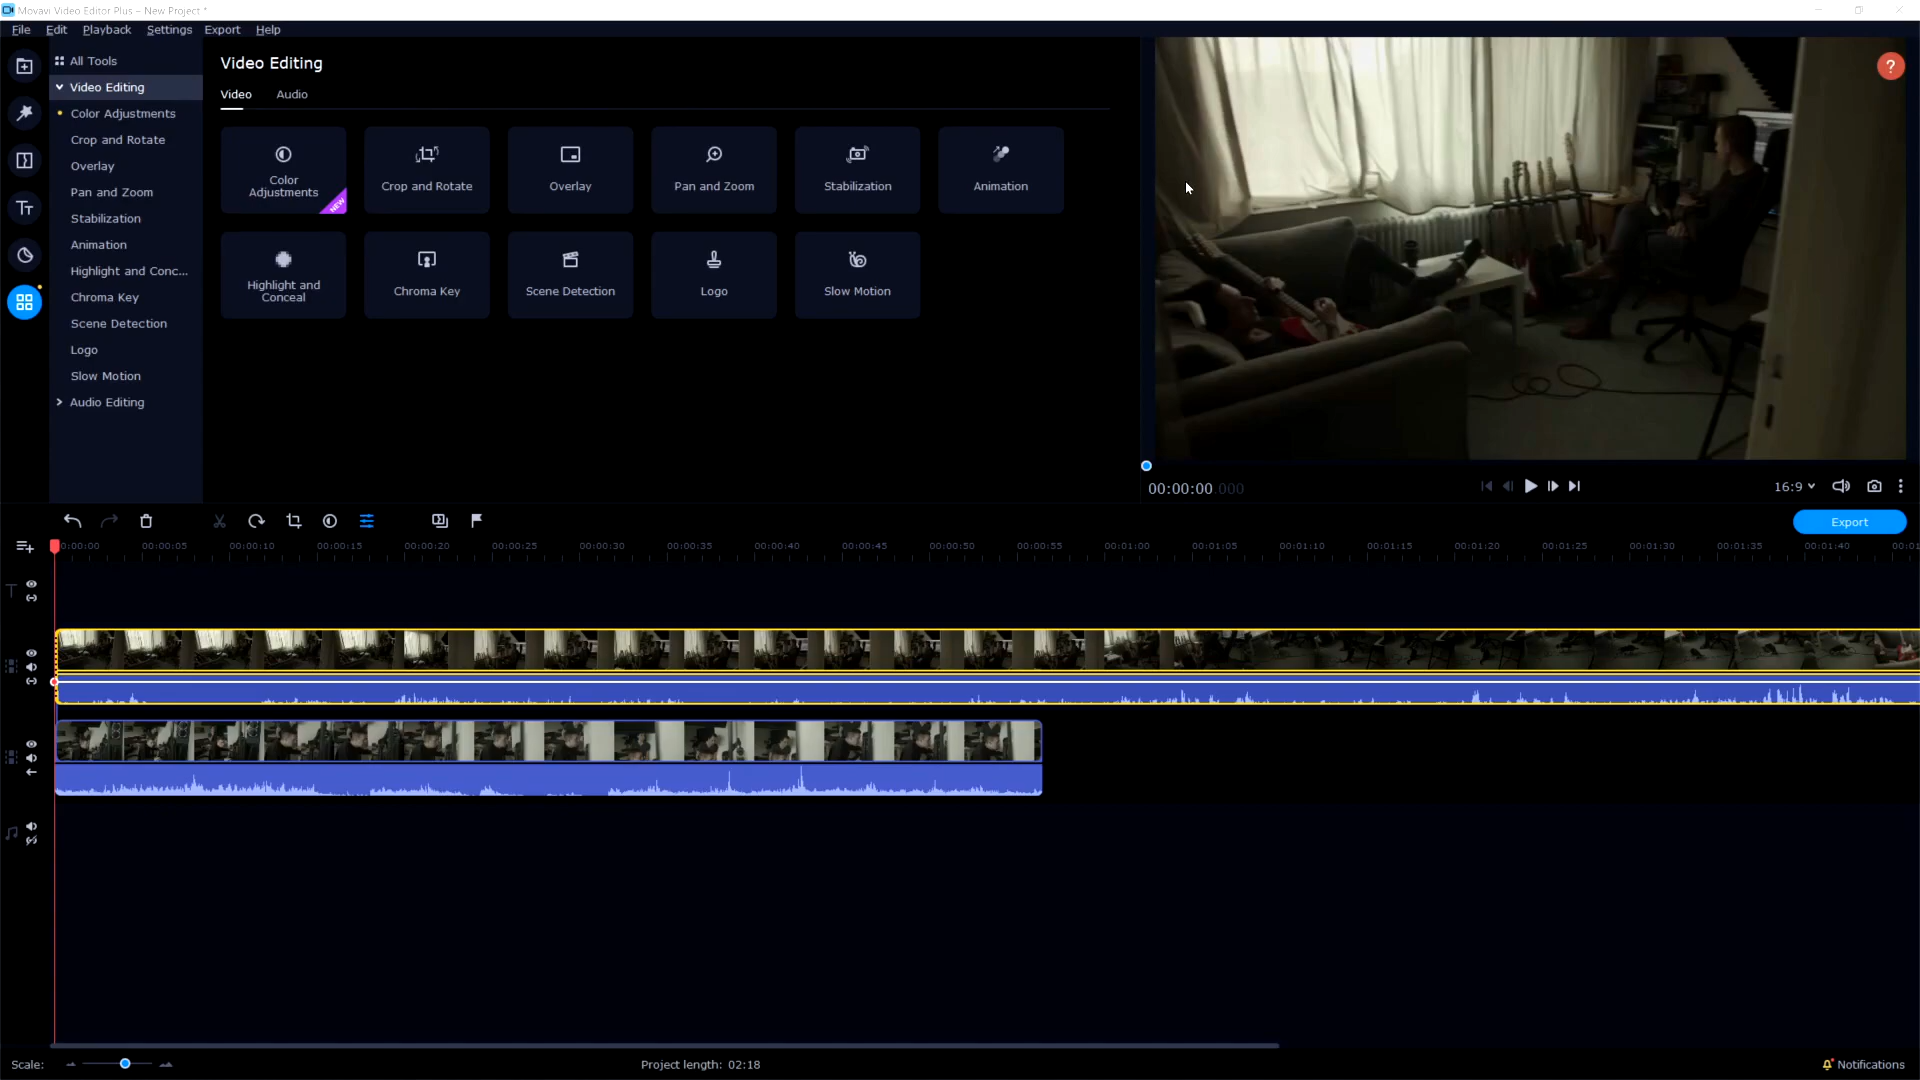 Movavi Video Editor Plus – New Project *
File Edit Playback Settings Export Help
All Tools
Video Editing
Color Adjustments
Crop and Rotate
Overlay
Pan and Zoom
Stabilization
Animation
Highlight and Conc...
Chroma Key
Scene Detection
Logo
Slow Motion
Audio Editing
Video Editing
Video Audio
Color
Adjustments
NEW
Crop and Rotate
Overlay
Pan and Zoom
Stabilization
Animation
Highlight and
Conceal
Chroma Key
Scene Detection
Logo
Slow Motion
?
00:00:00.000
16:9
Export
0:00:00 00:00:05 00:00:10 00:00:15 00:00:20 00:00:25 00:00:30 00:00:35 00:00:40 00:00:45 00:00:50 00:00:55 00:01:00 00:01:05 00:01:10 00:01:15 00:01:20 00:01:25 00:01:30 00:01:35 00:01:40 00:01
Scale:
Project length: 02:18
Notifications